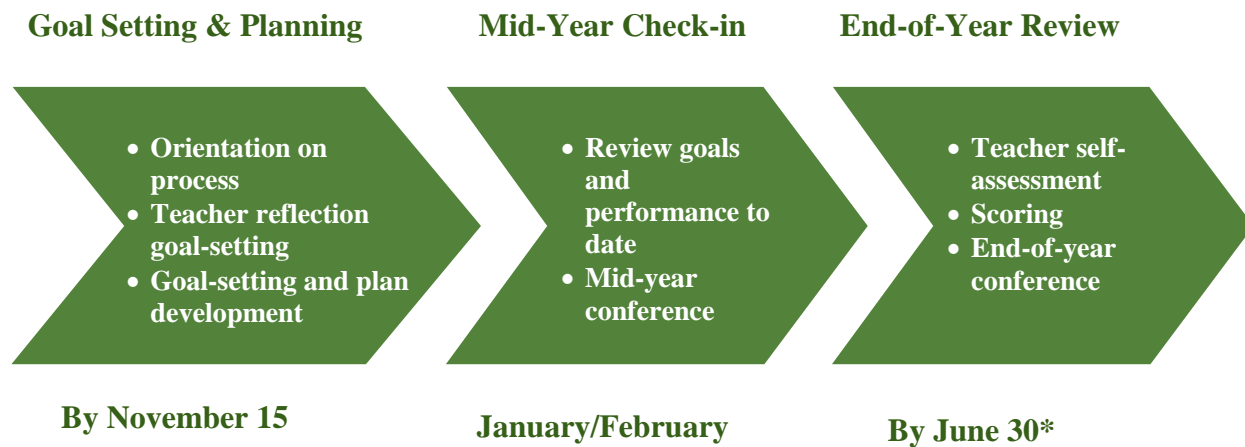 Goal Setting & Planning
Mid-Year Check-in
End-of-Year Review
• Orientation on
process
• Teacher reflection
goal-setting
• Goal-setting and plan
development
• Review goals
and
performance to
date
• Mid-year
conference
• Teacher self-
assessment
• Scoring
• End-of-year
conference
By November 15
January/February
By June 30*